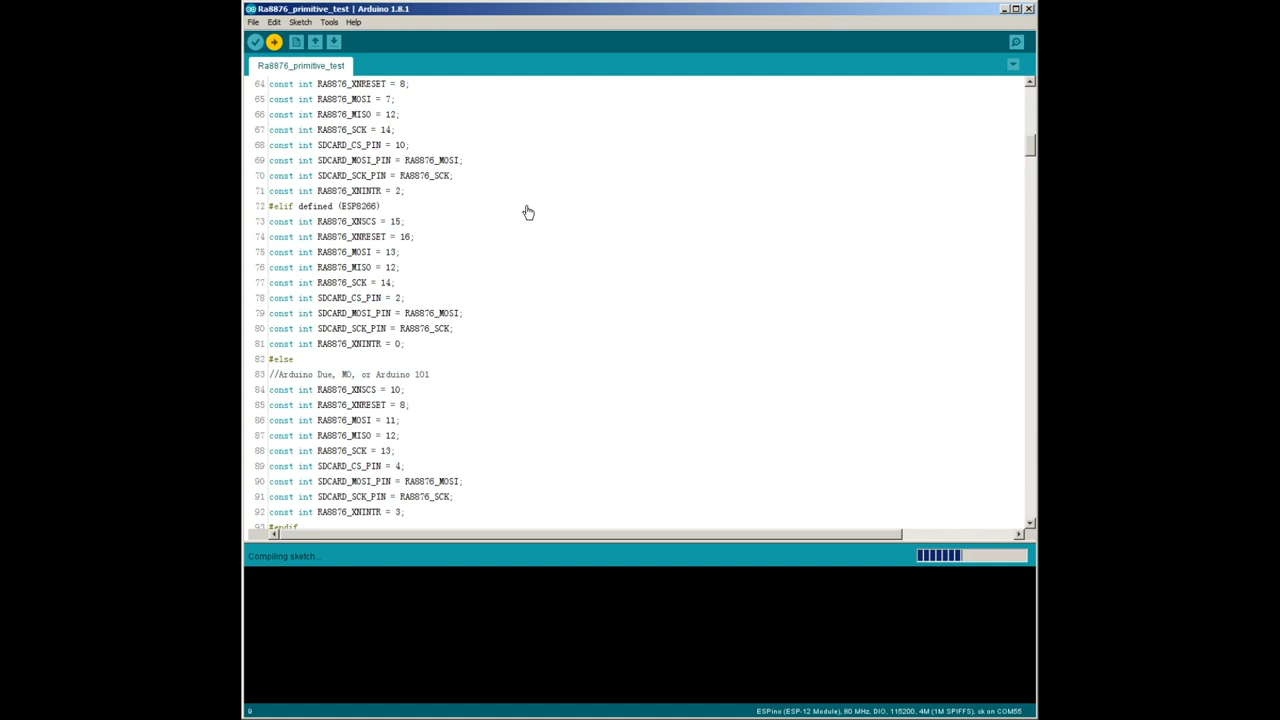 Ra8876_primitive_test | Arduino 1.8.1
File Edit Sketch Tools Help
Ra8876_primitive_test
64 const int RA8876_XNRESET = 8;
65 const int RA8876_MOSI = 7;
66 const int RA8876_MISO = 12;
67 const int RA8876_SCK = 14;
68 const int SDCARD_CS_PIN = 10;
69 const int SDCARD_MOSI_PIN = RA8876_MOSI;
70 const int SDCARD_SCK_PIN = RA8876_SCK;
71 const int RA8876_XNINTR = 2;
72 #elif defined (ESP8266)
73 const int RA8876_XNSCS = 15;
74 const int RA8876_XNRESET = 16;
75 const int RA8876_MOSI = 13;
76 const int RA8876_MISO = 12;
77 const int RA8876_SCK = 14;
78 const int SDCARD_CS_PIN = 2;
79 const int SDCARD_MOSI_PIN = RA8876_MOSI;
80 const int SDCARD_SCK_PIN = RA8876_SCK;
81 const int RA8876_XNINTR = 0;
82 #else
83 //Arduino Due, M0, or Arduino 101
84 const int RA8876_XNSCS = 10;
85 const int RA8876_XNRESET = 8;
86 const int RA8876_MOSI = 11;
87 const int RA8876_MISO = 12;
88 const int RA8876_SCK = 13;
89 const int SDCARD_CS_PIN = 4;
90 const int SDCARD_MOSI_PIN = RA8876_MOSI;
91 const int SDCARD_SCK_PIN = RA8876_SCK;
92 const int RA8876_XNINTR = 3;
93 #endif
Compiling sketch...
9 ESPino (ESP-12 Module), 80 MHz, DIO, 115200, 4M (1M SPIFFS), ck on COM55